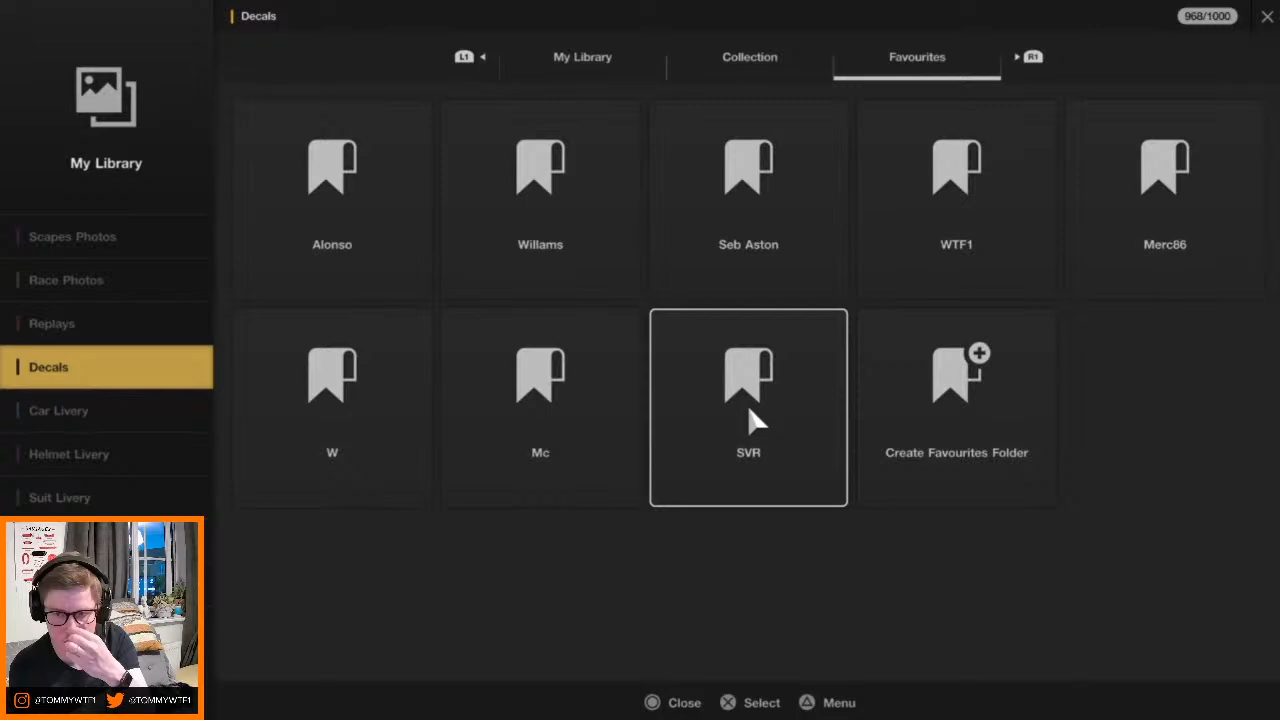 Decals
968/1000
L1
My Library
Collection
Favourites
R1
My Library
Scapes Photos
Race Photos
Replays
Decals
Car Livery
Helmet Livery
Suit Livery
Alonso
Willams
Seb Aston
WTF1
Merc86
W
Mc
SVR
Create Favourites Folder
@TOMMYWTF1
@TOMMYWTF1
Close
Select
Menu